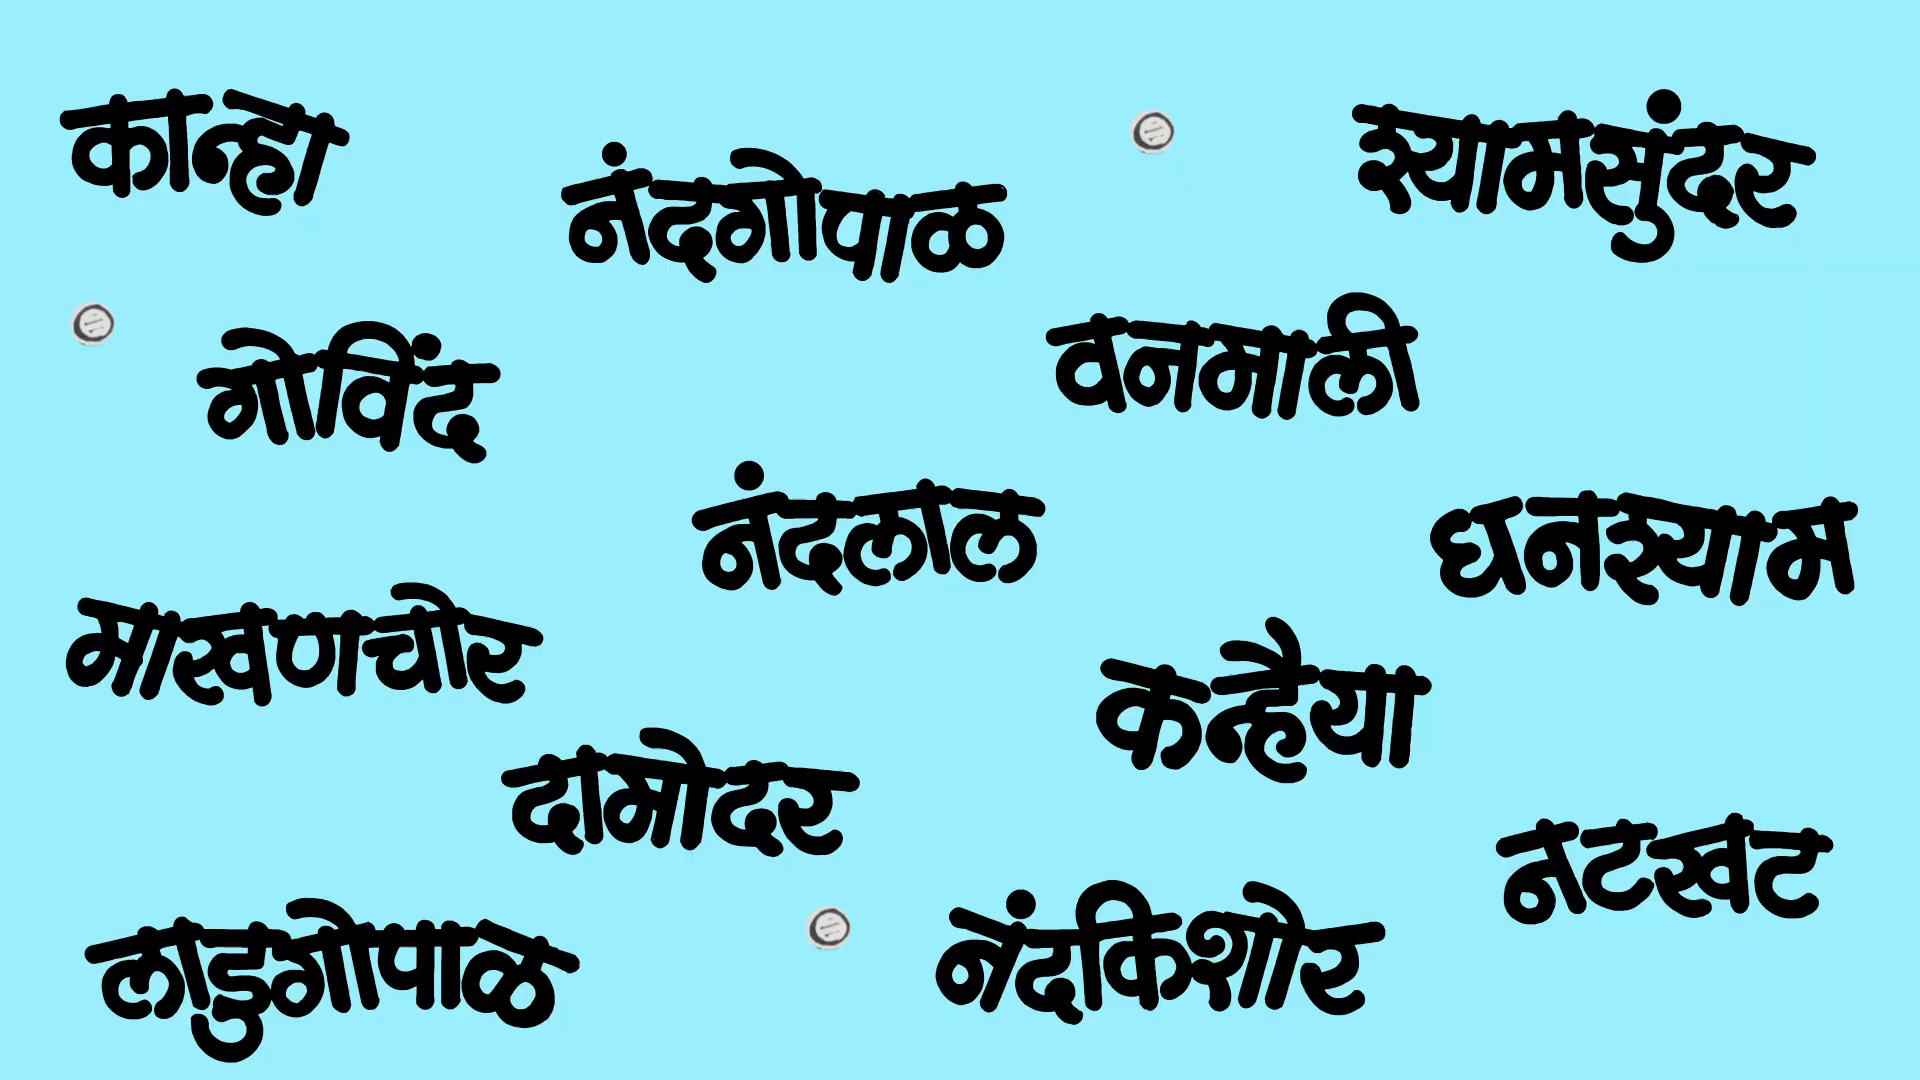 कान्हा
नंदगोपाळ
श्यामसुंदर
गोविंद
वनमाली
नंदलाल
घनश्याम
माखणचोर
कन्हैया
दामोदर
नटखट
लाडुगोपाळ
नंदकिशोर